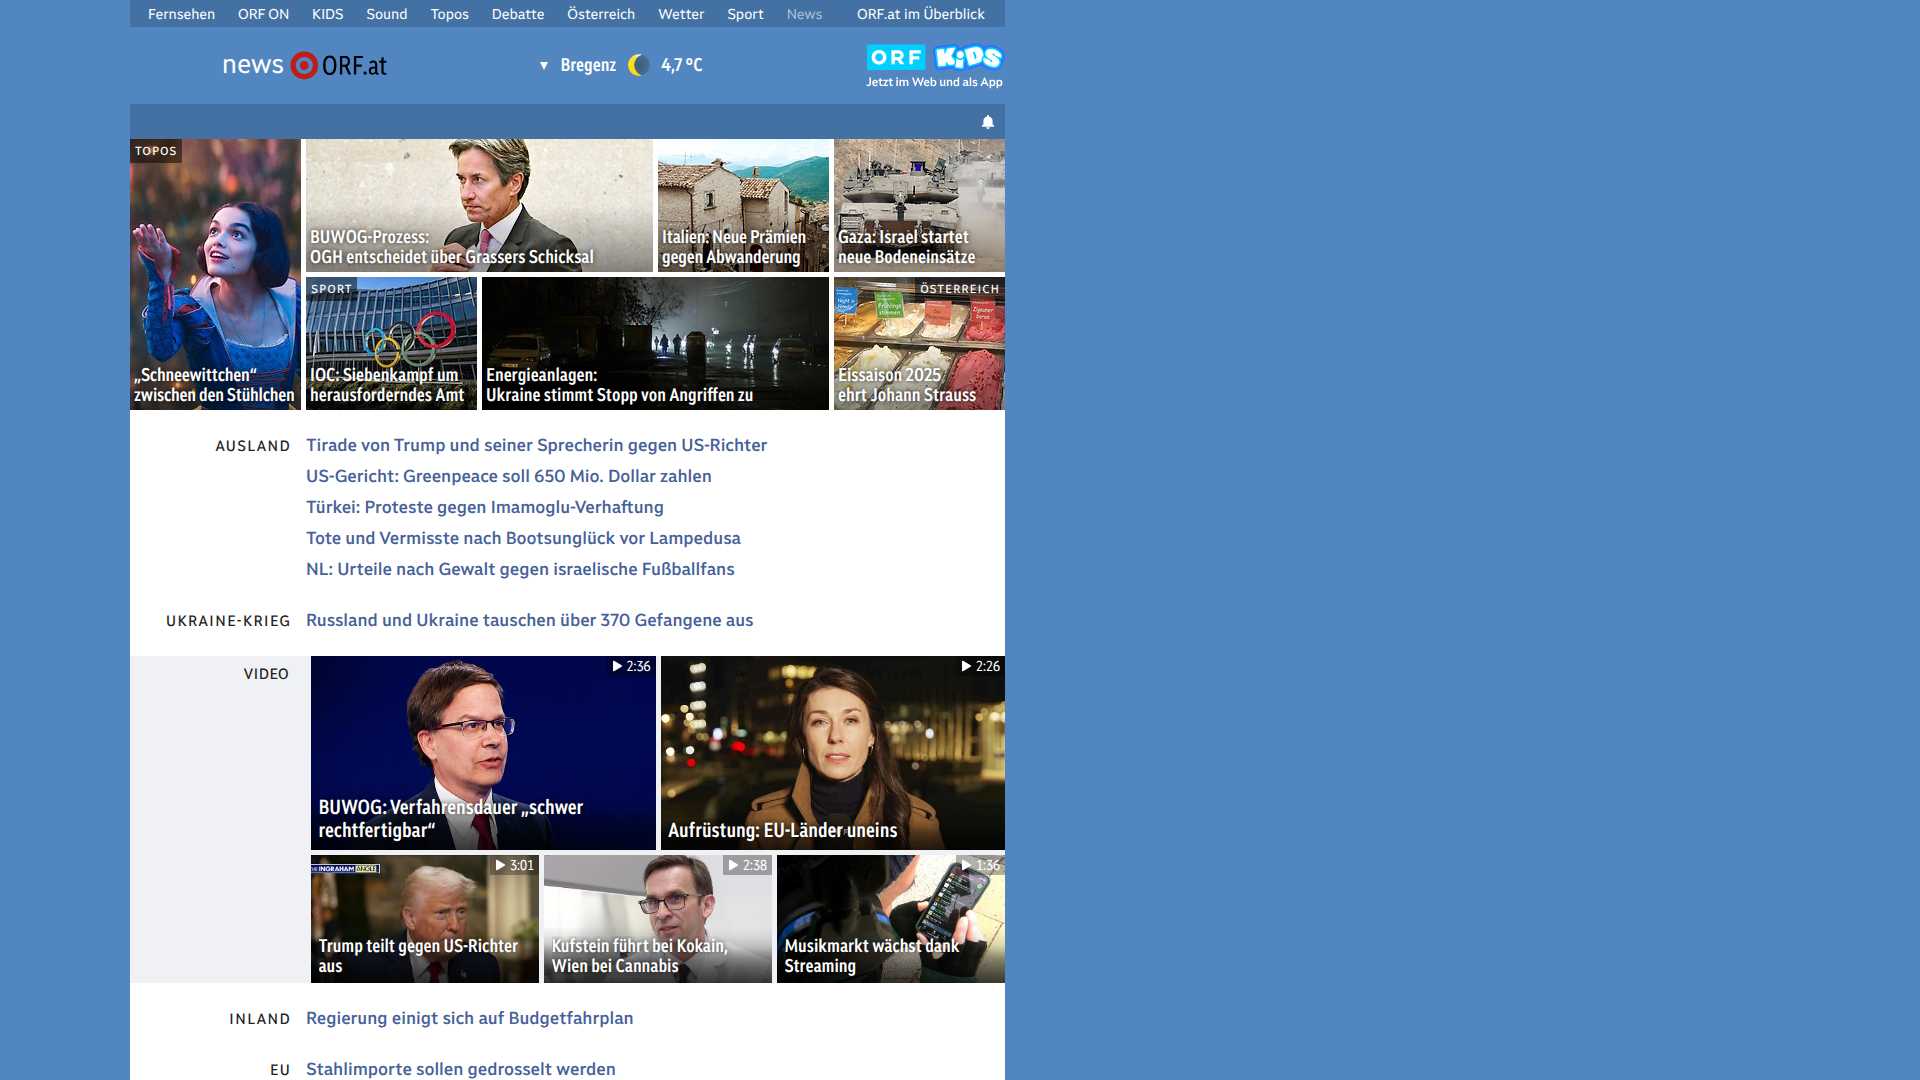 Fernsehen ORF ON KIDS Sound Topos Debatte Österreich Wetter Sport News ORF.at im Überblick
news ORF.at
Bregenz 4,7 °C
ORF KIDS
Jetzt im Web und als App
TOPOS
„Schneewittchen“
zwischen den Stühlchen
BUWOG-Prozess:
OGH entscheidet über Grassers Schicksal
Italien: Neue Prämien
gegen Abwanderung
Gaza: Israel startet
neue Bodeneinsätze
SPORT
IOC: Siebenkampf um
herausforderndes Amt
Energieanlagen:
Ukraine stimmt Stopp von Angriffen zu
ÖSTERREICH
Eissaison 2025
ehrt Johann Strauss
AUSLAND
Tirade von Trump und seiner Sprecherin gegen US-Richter
US-Gericht: Greenpeace soll 650 Mio. Dollar zahlen
Türkei: Proteste gegen Imamoglu-Verhaftung
Tote und Vermisste nach Bootsunglück vor Lampedusa
NL: Urteile nach Gewalt gegen israelische Fußballfans
UKRAINE-KRIEG
Russland und Ukraine tauschen über 370 Gefangene aus
VIDEO
2:36
BUWOG: Verfahrensdauer „schwer
rechtfertigbar“
2:26
Aufrüstung: EU-Länder uneins
INGRAHAM ANGLE
3:01
Trump teilt gegen US-Richter
aus
2:38
Kufstein führt bei Kokain,
Wien bei Cannabis
1:36
Musikmarkt wächst dank
Streaming
INLAND
Regierung einigt sich auf Budgetfahrplan
EU
Stahlimporte sollen gedrosselt werden